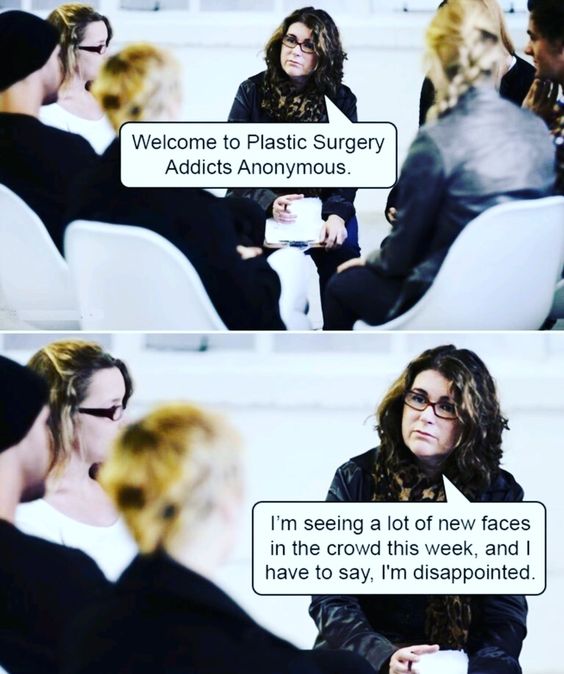 Welcome to Plastic Surgery
Addicts Anonymous.
I'm seeing a lot of new faces
in the crowd this week, and I
have to say, I'm disappointed.